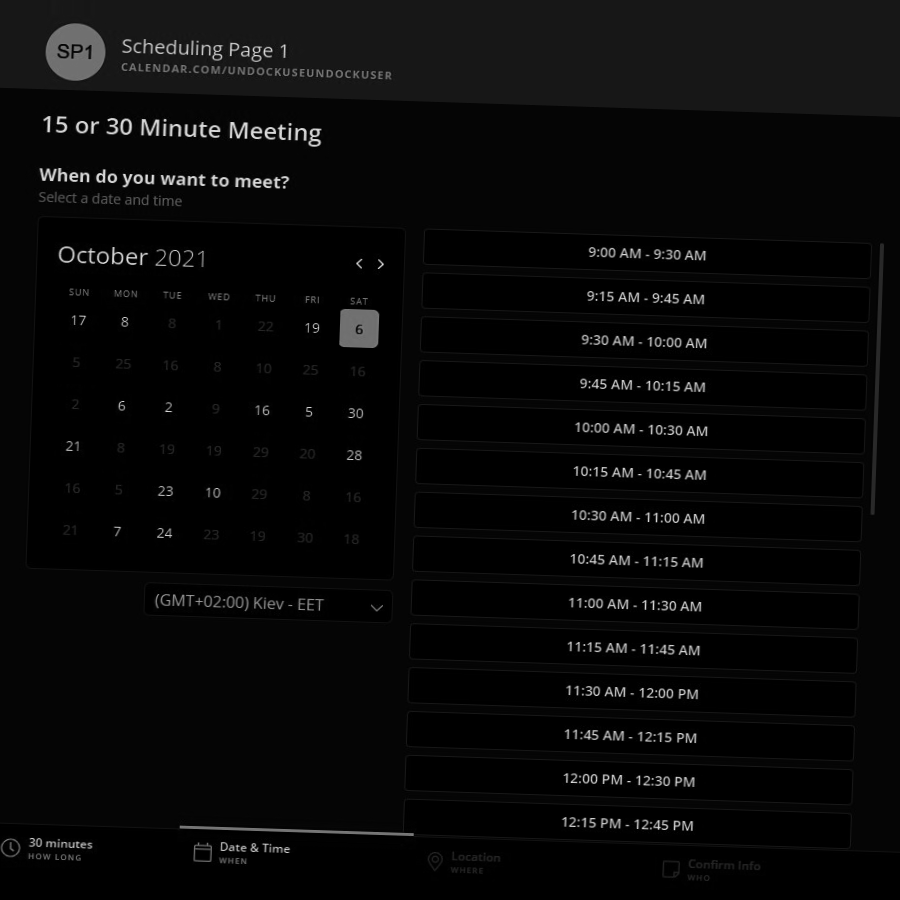 SP1
Scheduling Page 1
CALENDAR.COM/UNDOCKUSEUNDOCKUSER
15 or 30 Minute Meeting
When do you want to meet?
Select a date and time
October 2021
SUN MON TUE WED THU FRI SAT
17 8 8 1 22 19 6
5 25 16 8 10 25 16
2 6 2 9 16 5 30
21 8 19 19 29 20 28
16 5 23 10 29 8 16
21 7 24 23 19 30 18
(GMT+02:00) Kiev - EET
9:00 AM - 9:30 AM
9:15 AM - 9:45 AM
9:30 AM - 10:00 AM
9:45 AM - 10:15 AM
10:00 AM - 10:30 AM
10:15 AM - 10:45 AM
10:30 AM - 11:00 AM
10:45 AM - 11:15 AM
11:00 AM - 11:30 AM
11:15 AM - 11:45 AM
11:30 AM - 12:00 PM
11:45 AM - 12:15 PM
12:00 PM - 12:30 PM
12:15 PM - 12:45 PM
30 minutes
HOW LONG
Date & Time
WHEN
Location
WHERE
Confirm Info
WHO